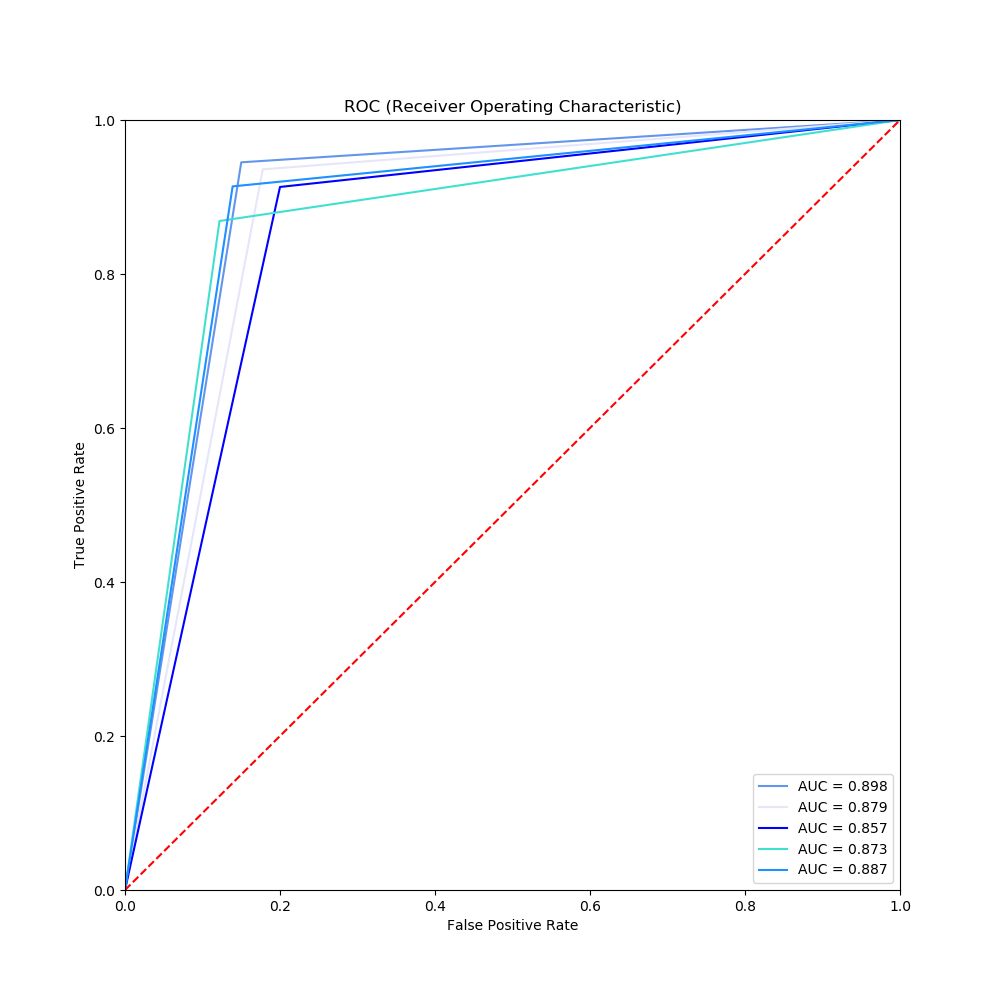 ROC (Receiver Operating Characteristic)
1.0
0.8
0.6
0.4
0.2
0.0
True Positive Rate
0.0 0.2 0.4 0.6 0.8 1.0
False Positive Rate
AUC = 0.898
AUC = 0.879
AUC = 0.857
AUC = 0.873
AUC = 0.887